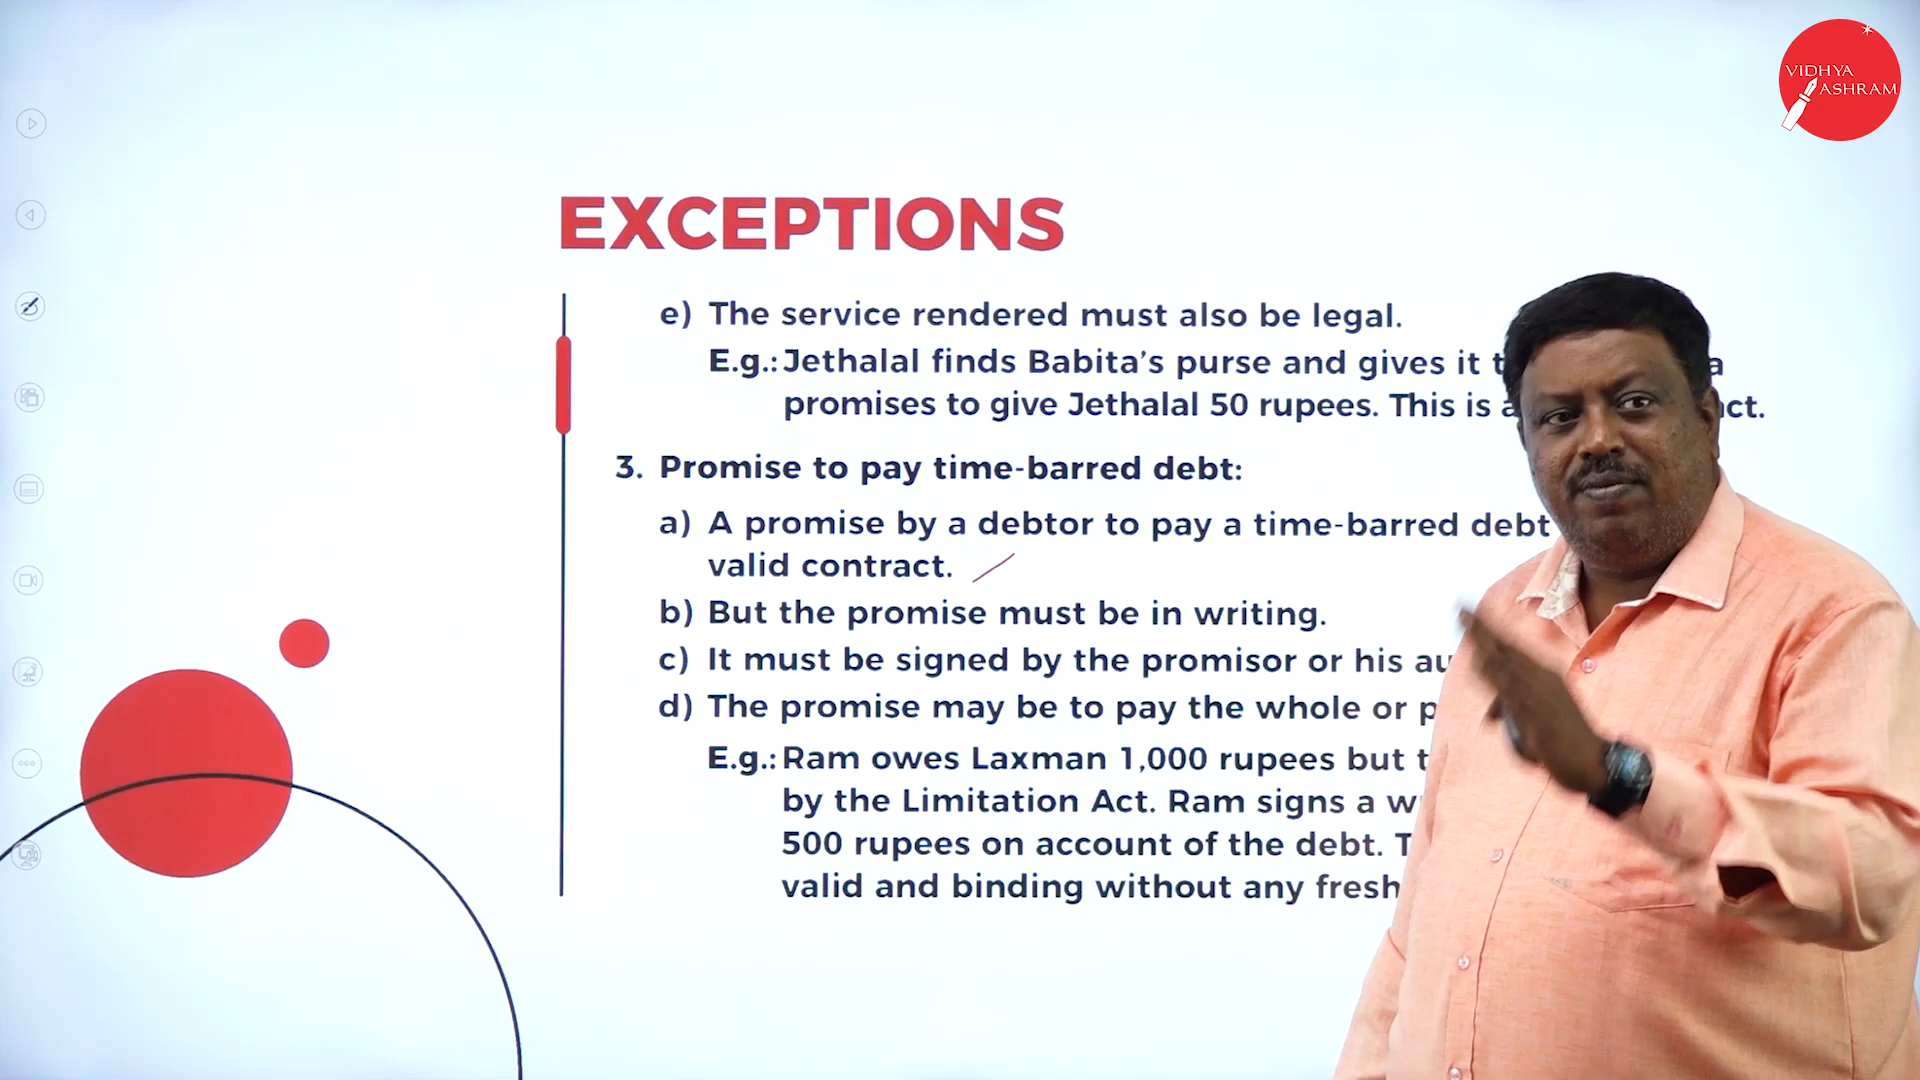 VIDHYA
ASHRAM
EXCEPTIONS
e) The service rendered must also be legal.
E.g.: Jethalal finds Babita's purse and gives it
promises to give Jethalal 50 rupees. This is
3. Promise to pay time-barred debt:
a) A promise by a debtor to pay a time-barred debt
valid contract.
b) But the promise must be in writing.
c) It must be signed by the promisor or his
d) The promise may be to pay the whole or
E.g.: Ram owes Laxman 1,000 rupees but
by the Limitation Act. Ram signs a
500 rupees on account of the debt.
valid and binding without any fresh